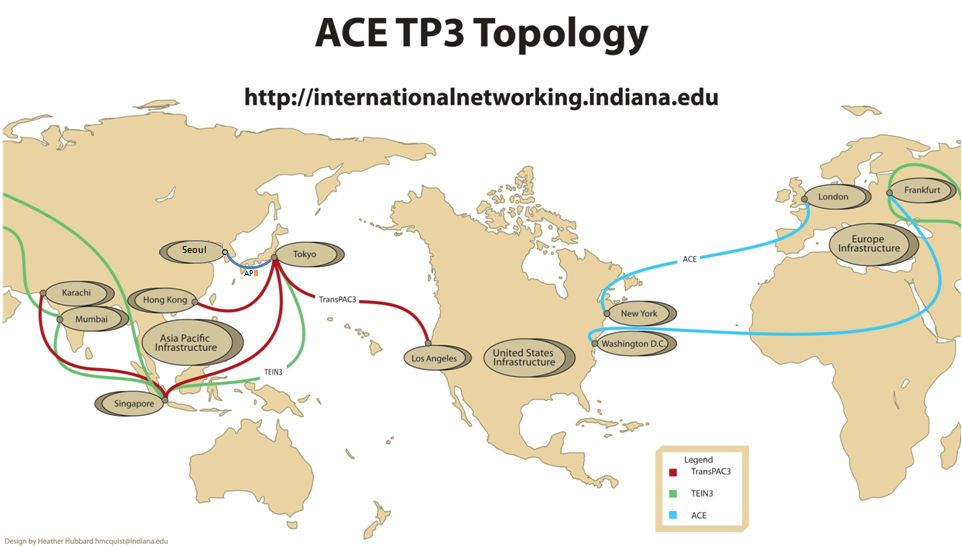 ACE TP3 Topology
http://internationalnetworking.indiana.edu
London
Frankfurt
Seoul
Tokyo
Europe
Infrastructure
APII
ACE
Karachi
Hong Kong
TransPAC3
Mumbai
New York
Asia Pacific
Infrastructure
Los Angeles
United States
Infrastructure
Washington D.C.
TEIN3
Singapore
Legend
TransPAC3
TEIN3
ACE
Design by Heather Hubbard hmcquist@indiana.edu